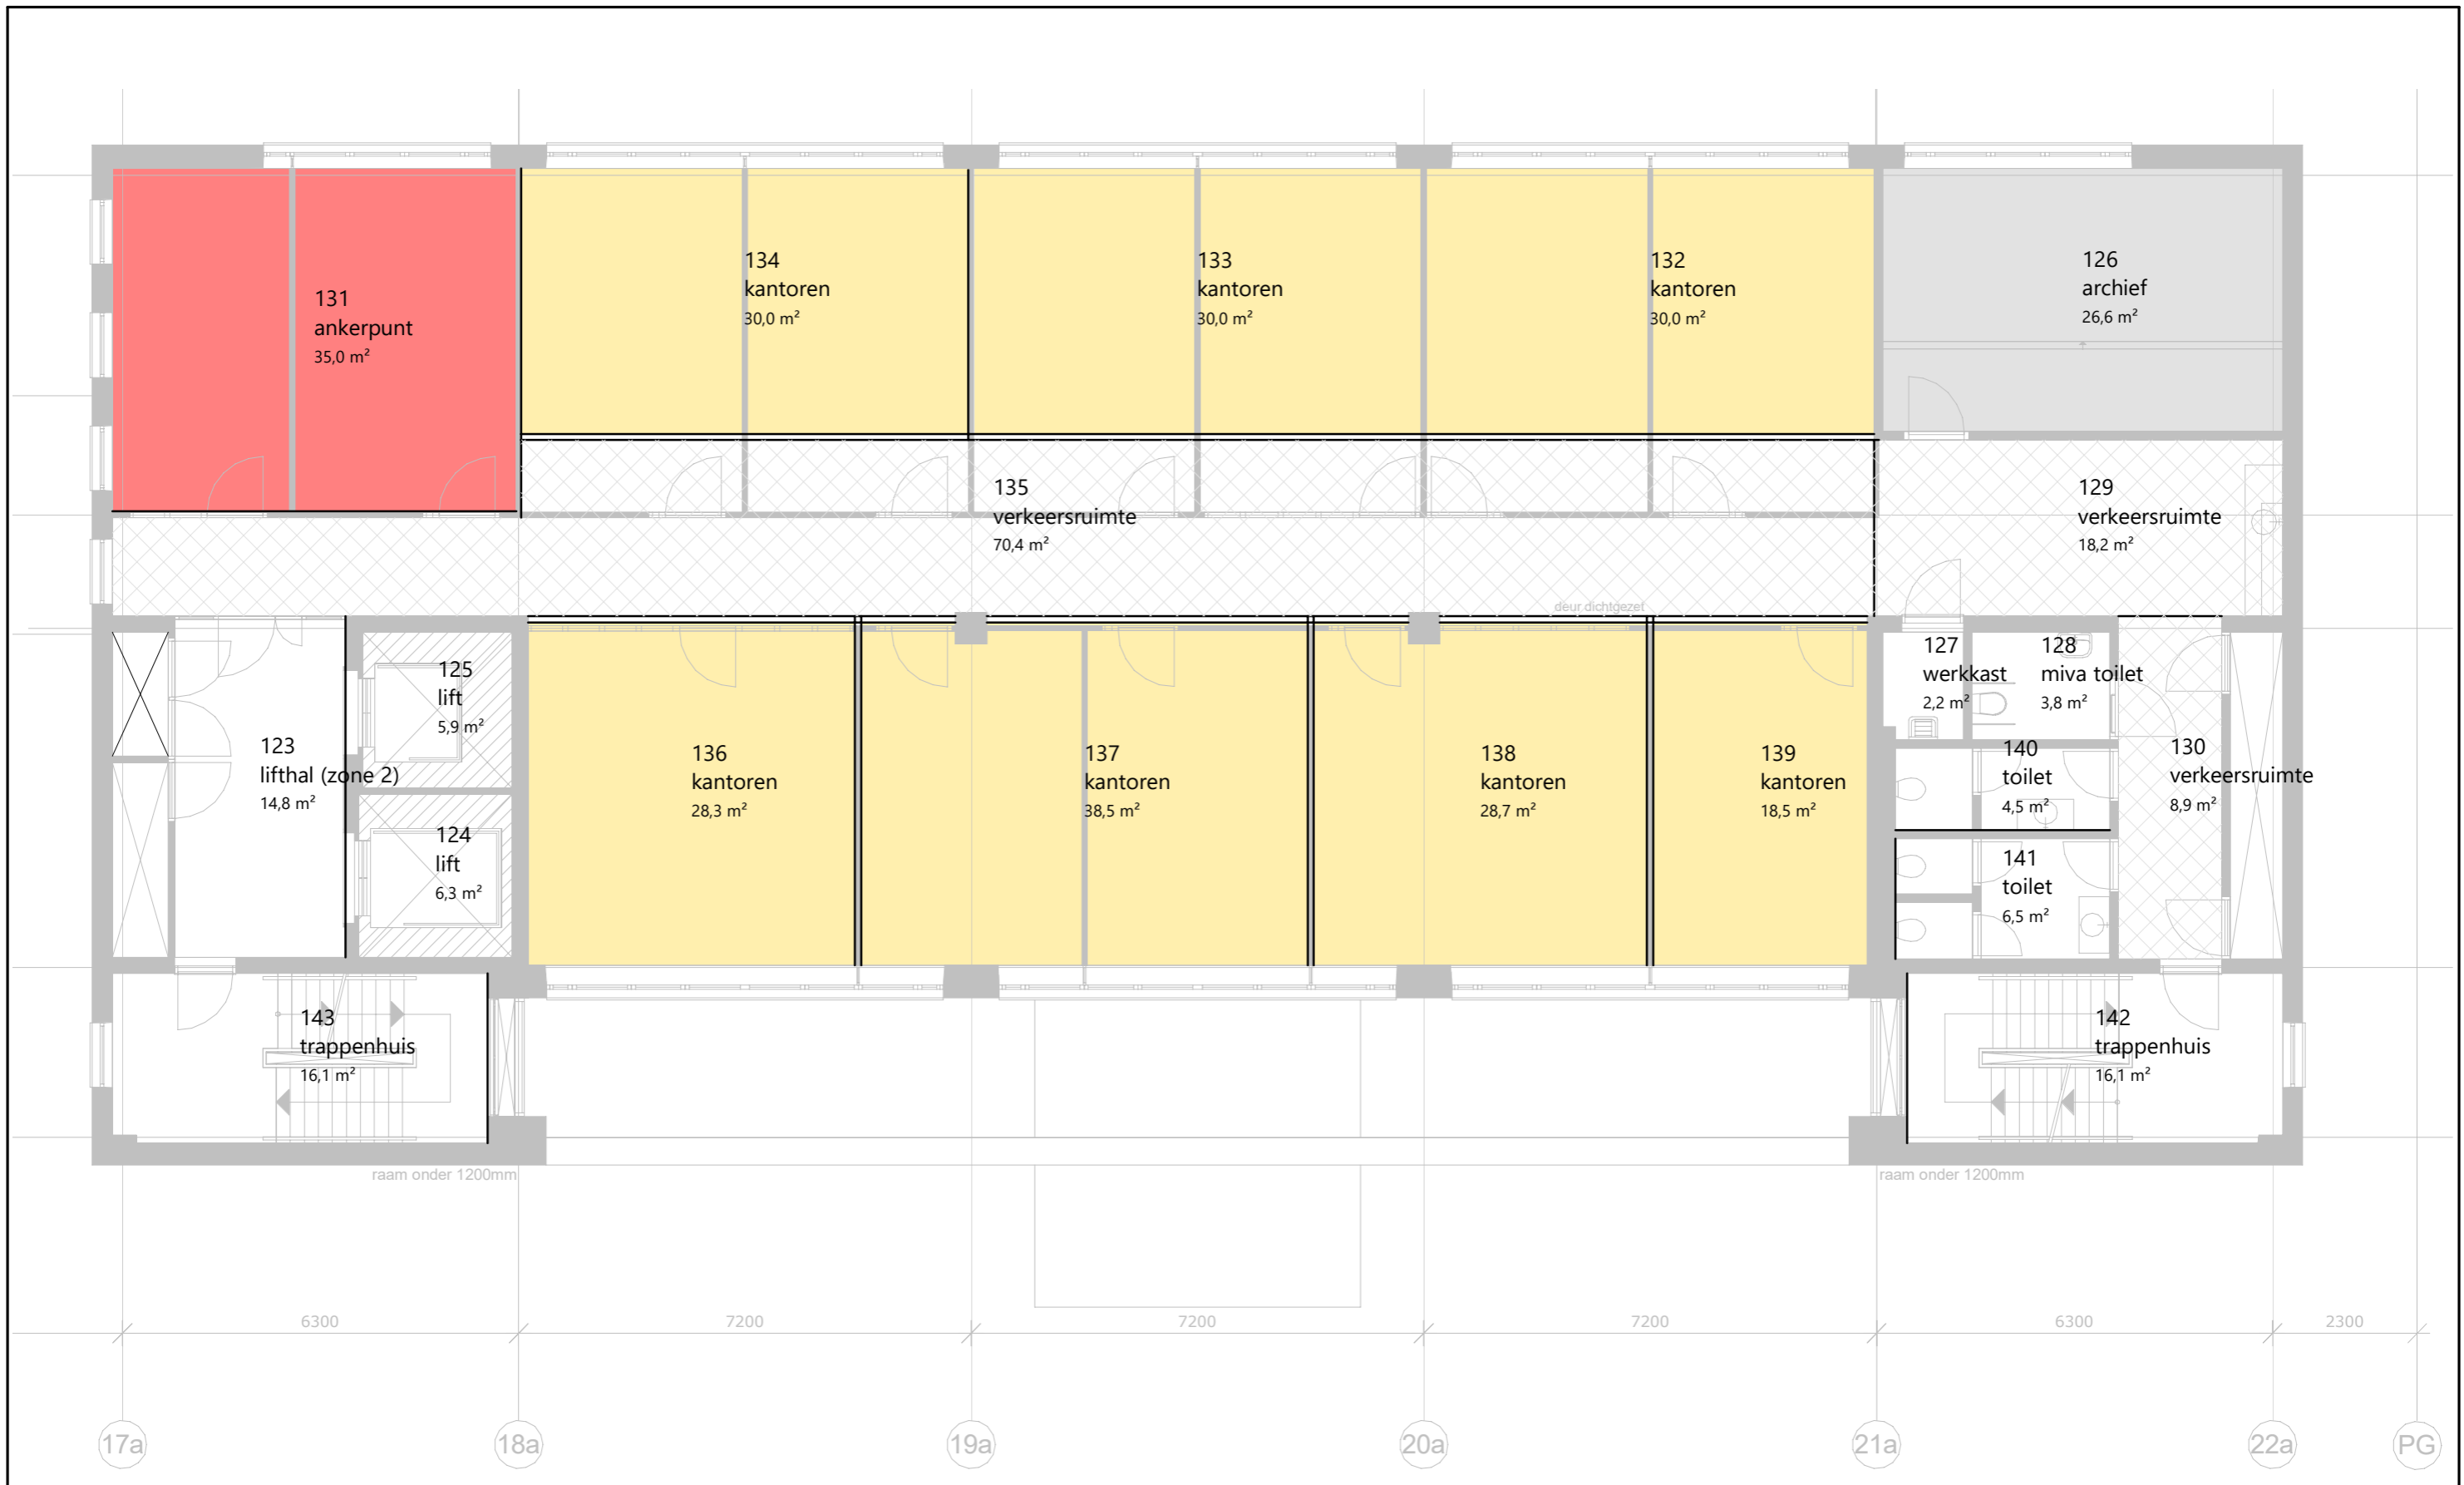 134
kantoren
30,0 m²
133
kantoren
30,0 m²
132
kantoren
30,0 m²
126
archief
26,6 m²
131
ankerpunt
35,0 m²
135
verkeersruimte
70,4 m²
129
verkeersruimte
18,2 m²
deur dichtgezet
125
lift
5,9 m²
127
werkkast
2,2 m²
128
miva toilet
3,8 m²
123
lifthal (zone 2)
14,8 m²
136
kantoren
28,3 m²
137
kantoren
38,5 m²
138
kantoren
28,7 m²
139
kantoren
18,5 m²
140
toilet
4,5 m²
130
verkeersruimte
8,9 m²
124
lift
6,3 m²
141
toilet
6,5 m²
143
trappenhuis
16,1 m²
142
trappenhuis
16,1 m²
raam onder 1200mm
raam onder 1200mm
6300
7200
7200
7200
6300
2300
17a
18a
19a
20a
21a
22a
PG